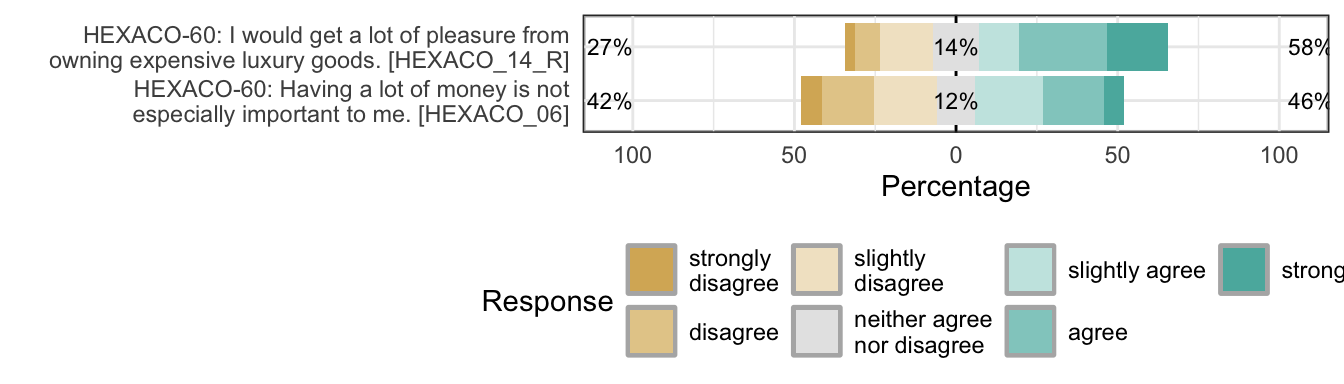 HEXACO-60: I would get a lot of pleasure from
owning expensive luxury goods. [HEXACO_14_R]
27%
14%
58%
HEXACO-60: Having a lot of money is not
especially important to me. [HEXACO_06]
42%
12%
46%
100
50
0
50
100
Percentage
Response
strongly
disagree
slightly
disagree
slightly agree
strong
disagree
neither agree
nor disagree
agree